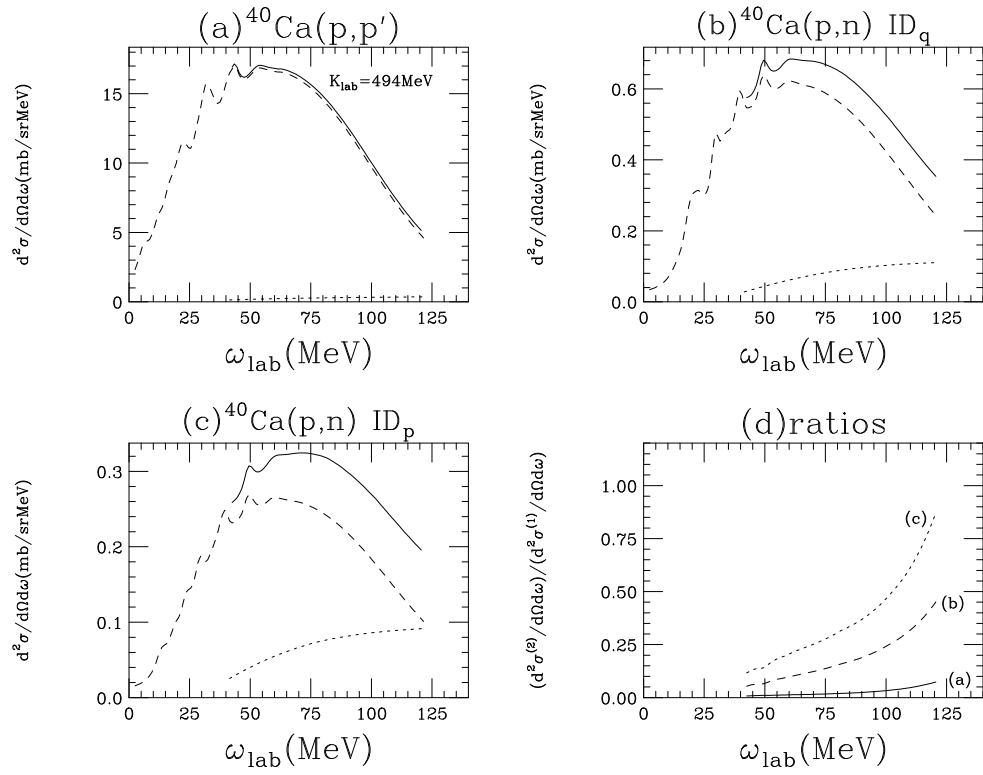 (a)⁴⁰Ca(p,p′)
d²σ/dΩdω(mb/srMeV)
15
10
5
0
K_lab=494MeV
0 25 50 75 100 125
ω_lab(MeV)
(b)⁴⁰Ca(p,n) ID_q
d²σ/dΩdω(mb/srMeV)
0.6
0.4
0.2
0.0
0 25 50 75 100 125
ω_lab(MeV)
(c)⁴⁰Ca(p,n) ID_p
d²σ/dΩdω(mb/srMeV)
0.3
0.2
0.1
0.0
0 25 50 75 100 125
ω_lab(MeV)
(d)ratios
(d²σ⁽²⁾/dΩdω)/(d²σ⁽¹⁾/dΩdω)
1.00
0.75
0.50
0.25
0.00
(c)
(b)
(a)
0 25 50 75 100 125
ω_lab(MeV)